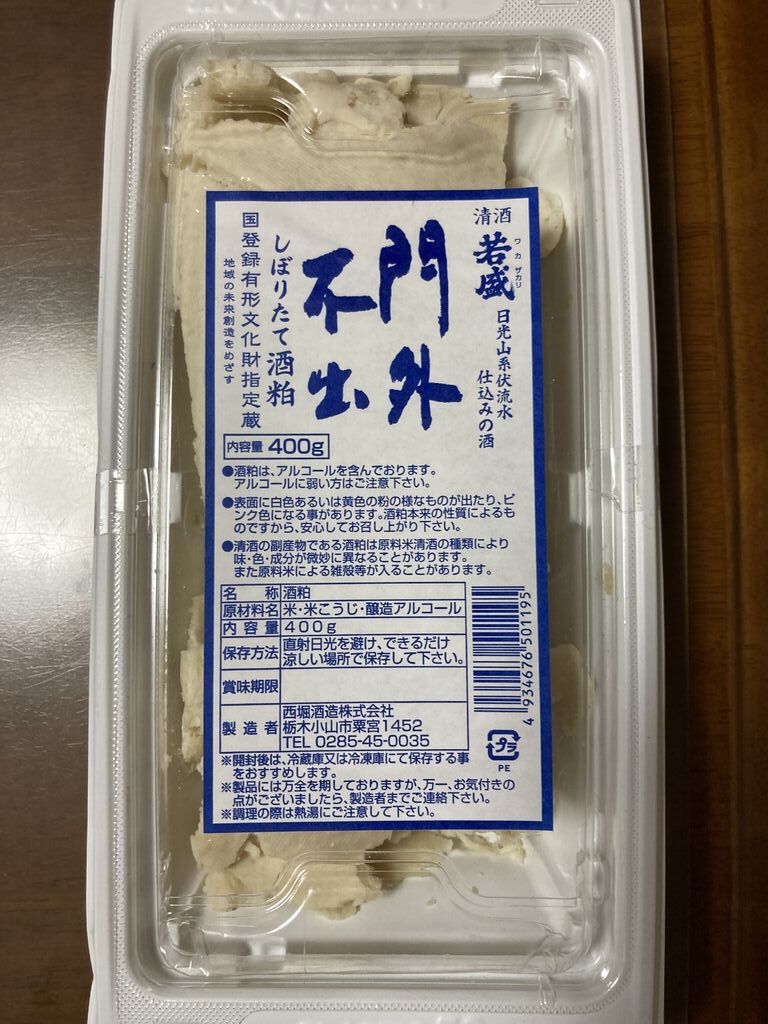 清酒
若盛
ワカザカリ
日光山系伏流水
仕込みの酒
門外
不出
しぼりたて酒粕
国登録有形文化財指定蔵
地域の未来創造をめざす
内容量 400g
●酒粕は、アルコールを含んでおります。
アルコールに弱い方はご注意下さい。
●表面に白色あるいは黄色の粉の様なものが出たり、ピ
ンク色になる事があります。酒粕本来の性質によるも
のですから、安心してお召し上がり下さい。
●清酒の副産物である酒粕は原料米清酒の種類により
味・色・成分が微妙に異なることがあります。
また原料米による雑殻等が入ることがあります。
名称 酒粕
原材料名 米・米こうじ・醸造アルコール
内容量 400g
保存方法 直射日光を避け、できるだけ
涼しい場所で保存して下さい。
賞味期限
製造者 西堀酒造株式会社
栃木小山市粟宮1452
TEL 0285-45-0035
4 934676 501195
プラ
PE
※開封後は、冷蔵庫又は冷凍庫にて保存する事
をおすすめします。
※製品には万全を期しておりますが、万一、お気付きの
点がございましたら、製造者までご連絡下さい。
※調理の際は熱湯にご注意して下さい。